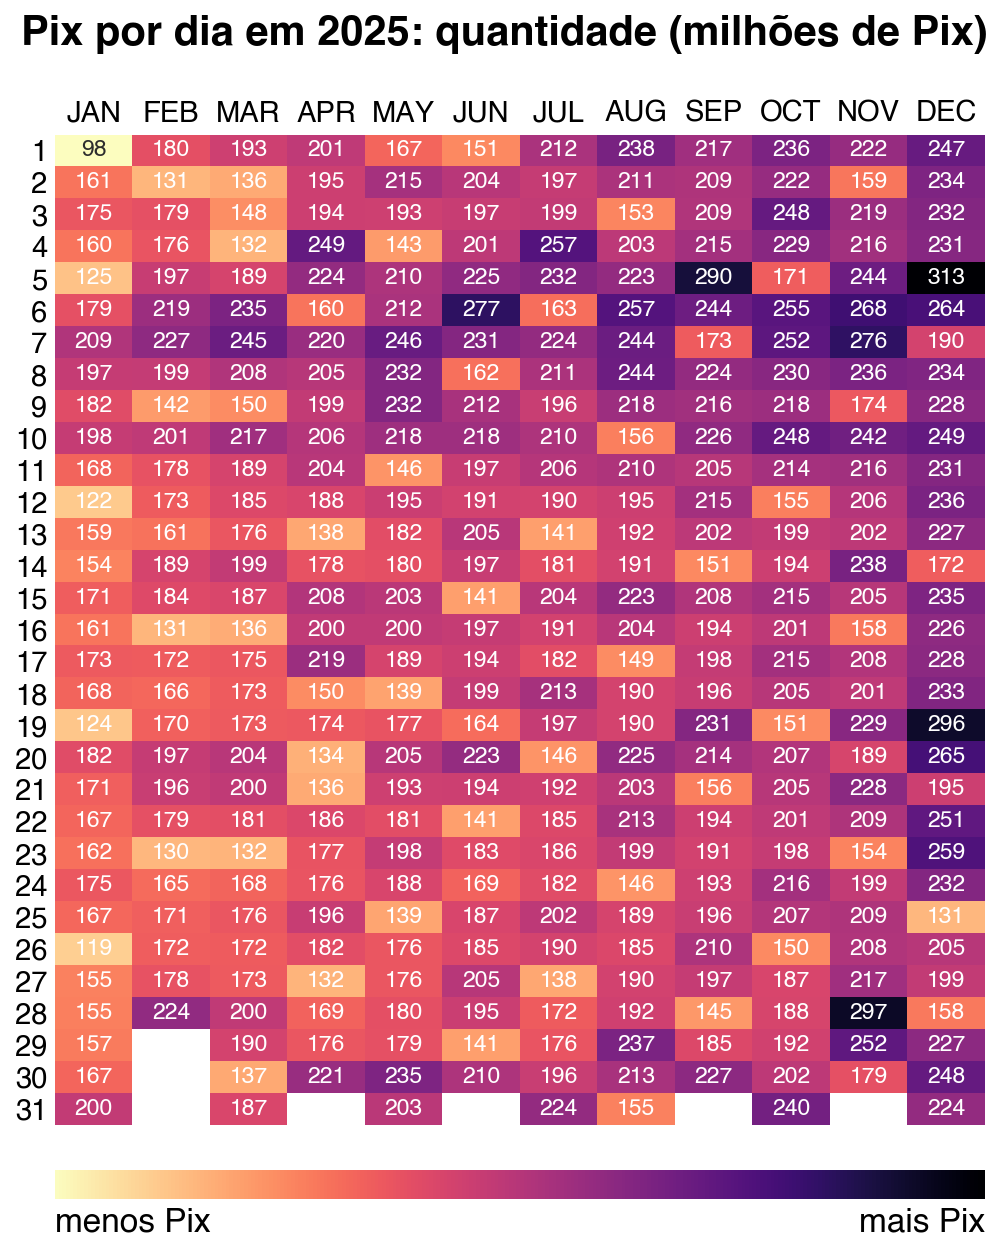 Pix por dia em 2025: quantidade (milhões de Pix)
JAN FEB MAR APR MAY JUN JUL AUG SEP OCT NOV DEC
1 98 180 193 201 167 151 212 238 217 236 222 247
2 161 131 136 195 215 204 197 211 209 222 159 234
3 175 179 148 194 193 197 199 153 209 248 219 232
4 160 176 132 249 143 201 257 203 215 229 216 231
5 125 197 189 224 210 225 232 223 290 171 244 313
6 179 219 235 160 212 277 163 257 244 255 268 264
7 209 227 245 220 246 231 224 244 173 252 276 190
8 197 199 208 205 232 162 211 244 224 230 236 234
9 182 142 150 199 232 212 196 218 216 218 174 228
10 198 201 217 206 218 218 210 156 226 248 242 249
11 168 178 189 204 146 197 206 210 205 214 216 231
12 122 173 185 188 195 191 190 195 215 155 206 236
13 159 161 176 138 182 205 141 192 202 199 202 227
14 154 189 199 178 180 197 181 191 151 194 238 172
15 171 184 187 208 203 141 204 223 208 215 205 235
16 161 131 136 200 200 197 191 204 194 201 158 226
17 173 172 175 219 189 194 182 149 198 215 208 228
18 168 166 173 150 139 199 213 190 196 205 201 233
19 124 170 173 174 177 164 197 190 231 151 229 296
20 182 197 204 134 205 223 146 225 214 207 189 265
21 171 196 200 136 193 194 192 203 156 205 228 195
22 167 179 181 186 181 141 185 213 194 201 209 251
23 162 130 132 177 198 183 186 199 191 198 154 259
24 175 165 168 176 188 169 182 146 193 216 199 232
25 167 171 176 196 139 187 202 189 196 207 209 131
26 119 172 172 182 176 185 190 185 210 150 208 205
27 155 178 173 132 176 205 138 190 197 187 217 199
28 155 224 200 169 180 195 172 192 145 188 297 158
29 157 190 176 179 141 176 237 185 192 252 227
30 167 137 221 235 210 196 213 227 202 179 248
31 200 187 203 224 155 240 224
menos Pix mais Pix